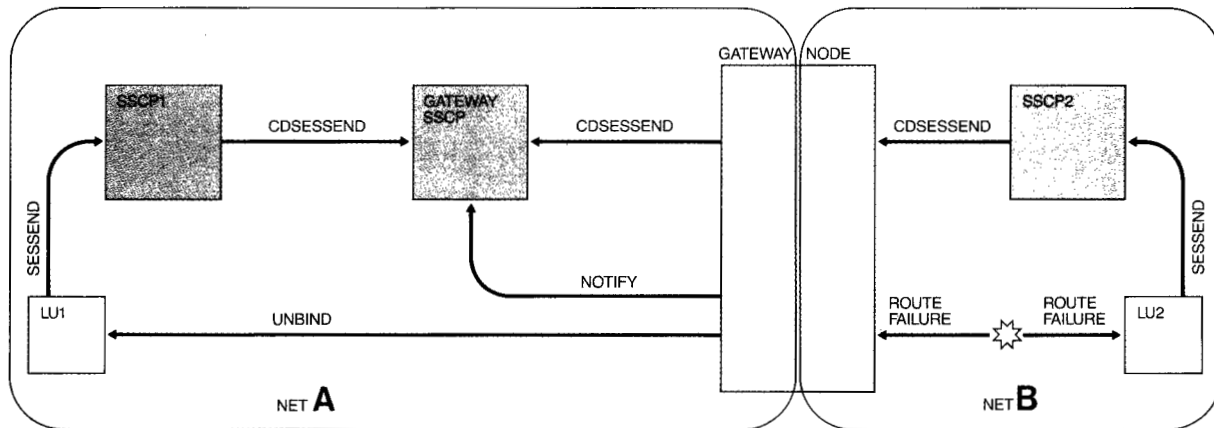 GATEWAY NODE
SSCP1
GATEWAY
SSCP
SSCP2
CDSESSEND
CDSESSEND
CDSESSEND
SESSEND
SESSEND
NOTIFY
LU1
UNBIND
ROUTE
FAILURE
ROUTE
FAILURE
LU2
NET A
NET B